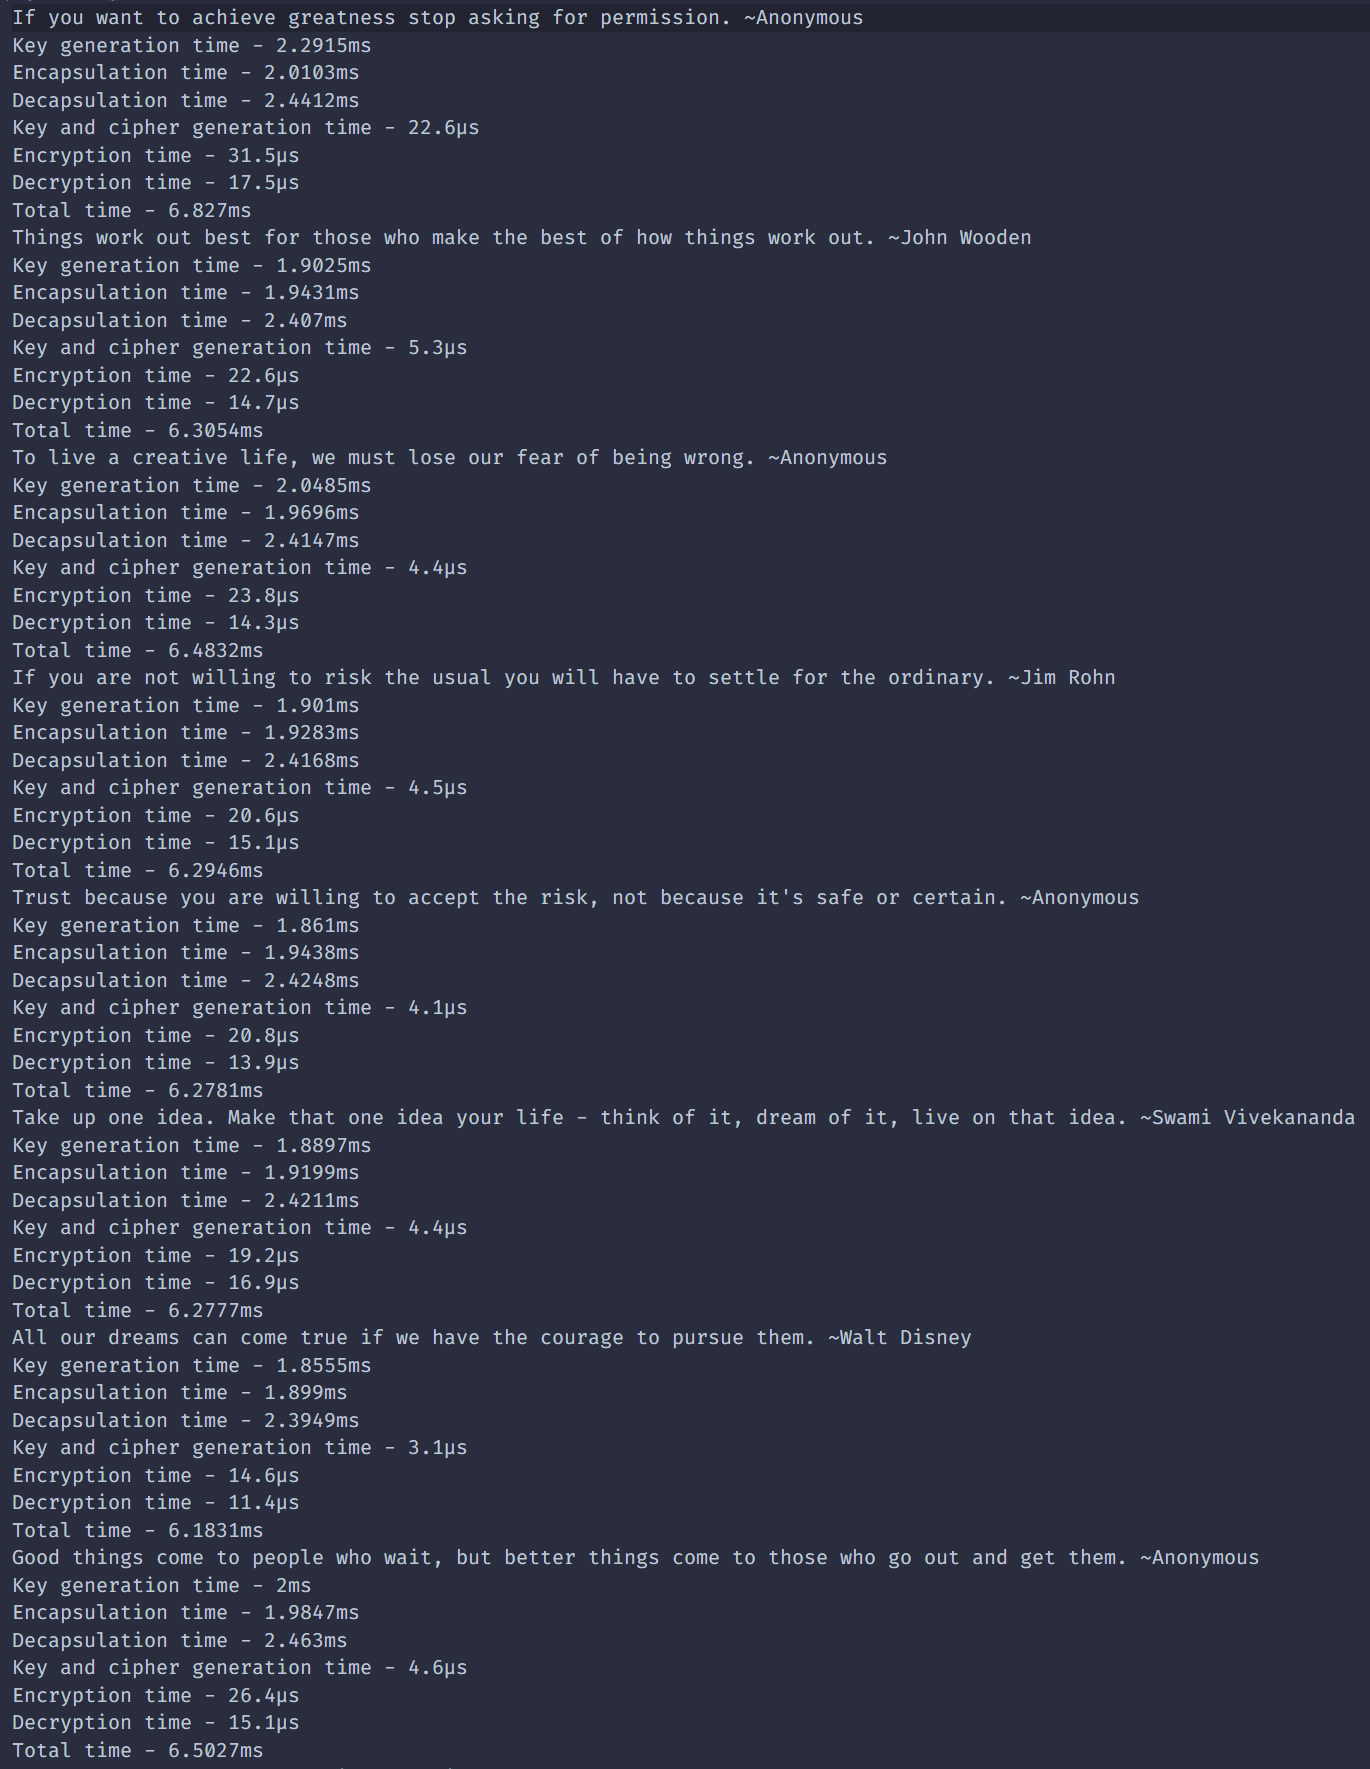 If you want to achieve greatness stop asking for permission. ~Anonymous
Key generation time - 2.2915ms
Encapsulation time - 2.0103ms
Decapsulation time - 2.4412ms
Key and cipher generation time - 22.6µs
Encryption time - 31.5µs
Decryption time - 17.5µs
Total time - 6.827ms
Things work out best for those who make the best of how things work out. ~John Wooden
Key generation time - 1.9025ms
Encapsulation time - 1.9431ms
Decapsulation time - 2.407ms
Key and cipher generation time - 5.3µs
Encryption time - 22.6µs
Decryption time - 14.7µs
Total time - 6.3054ms
To live a creative life, we must lose our fear of being wrong. ~Anonymous
Key generation time - 2.0485ms
Encapsulation time - 1.9696ms
Decapsulation time - 2.4147ms
Key and cipher generation time - 4.4µs
Encryption time - 23.8µs
Decryption time - 14.3µs
Total time - 6.4832ms
If you are not willing to risk the usual you will have to settle for the ordinary. ~Jim Rohn
Key generation time - 1.901ms
Encapsulation time - 1.9283ms
Decapsulation time - 2.4168ms
Key and cipher generation time - 4.5µs
Encryption time - 20.6µs
Decryption time - 15.1µs
Total time - 6.2946ms
Trust because you are willing to accept the risk, not because it's safe or certain. ~Anonymous
Key generation time - 1.861ms
Encapsulation time - 1.9438ms
Decapsulation time - 2.4248ms
Key and cipher generation time - 4.1µs
Encryption time - 20.8µs
Decryption time - 13.9µs
Total time - 6.2781ms
Take up one idea. Make that one idea your life - think of it, dream of it, live on that idea. ~Swami Vivekananda
Key generation time - 1.8897ms
Encapsulation time - 1.9199ms
Decapsulation time - 2.4211ms
Key and cipher generation time - 4.4µs
Encryption time - 19.2µs
Decryption time - 16.9µs
Total time - 6.2777ms
All our dreams can come true if we have the courage to pursue them. ~Walt Disney
Key generation time - 1.8555ms
Encapsulation time - 1.899ms
Decapsulation time - 2.3949ms
Key and cipher generation time - 3.1µs
Encryption time - 14.6µs
Decryption time - 11.4µs
Total time - 6.1831ms
Good things come to people who wait, but better things come to those who go out and get them. ~Anonymous
Key generation time - 2ms
Encapsulation time - 1.9847ms
Decapsulation time - 2.463ms
Key and cipher generation time - 4.6µs
Encryption time - 26.4µs
Decryption time - 15.1µs
Total time - 6.5027ms